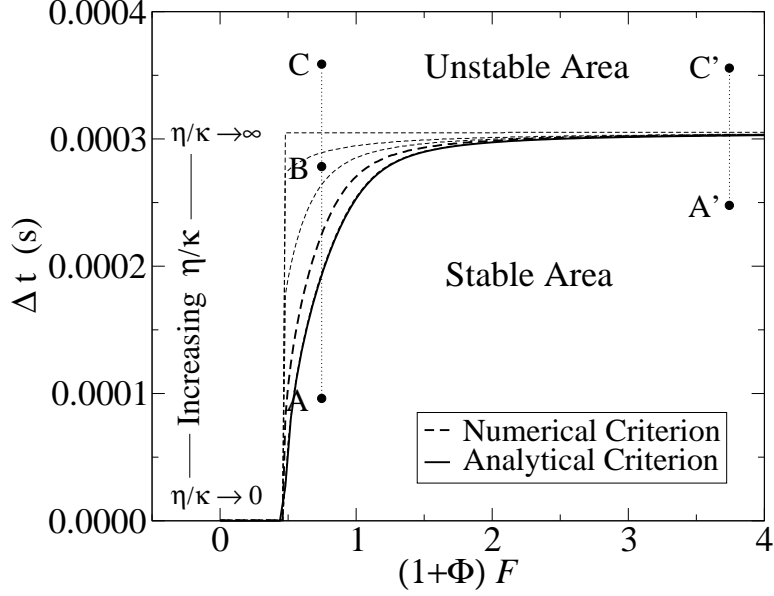 0.0004
C
Unstable Area
C’
η/κ→∞
0.0003
B
A’
Increasing η/κ
Δ t (s)
0.0002
Stable Area
0.0001
A
Numerical Criterion
Analytical Criterion
η/κ→0
0.0000
0
1
2
3
4
(1+Φ) F